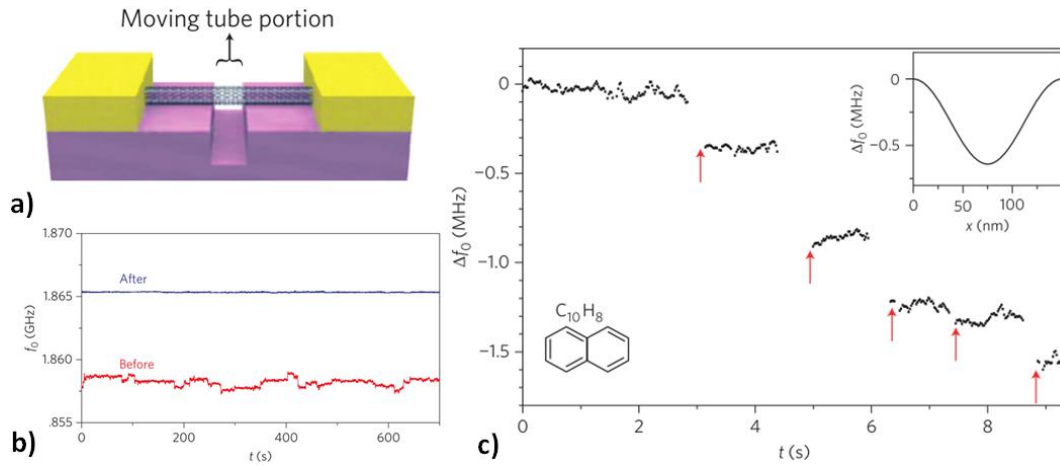 Moving tube portion
a)
1.870
1.865
1.860
.855
f₀ (GHz)
After
Before
0
200
400
600
t (s)
b)
0
−0.5
−1.0
−1.5
Δf₀ (MHz)
C₁₀H₈
0
2
4
6
8
t (s)
c)
0
−0.5
Δf₀ (MHz)
0
50
100
x (nm)